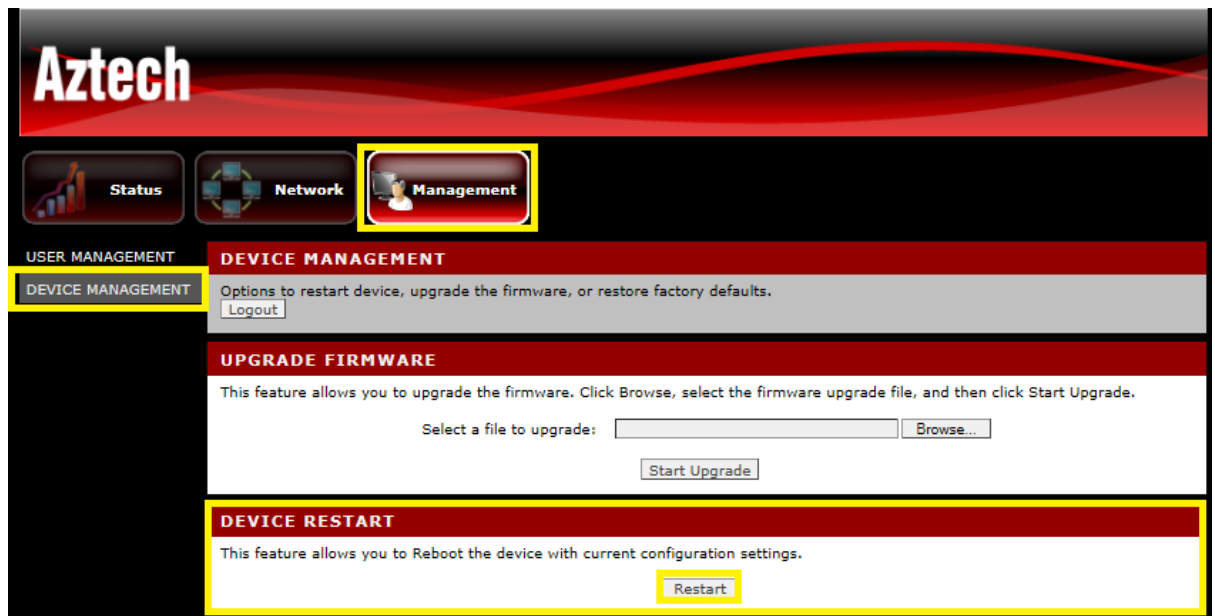 Aztech
Status
Network
Management
USER MANAGEMENT
DEVICE MANAGEMENT
DEVICE MANAGEMENT
Options to restart device, upgrade the firmware, or restore factory defaults.
Logout
UPGRADE FIRMWARE
This feature allows you to upgrade the firmware. Click Browse, select the firmware upgrade file, and then click Start Upgrade.
Select a file to upgrade:
Browse...
Start Upgrade
DEVICE RESTART
This feature allows you to Reboot the device with current configuration settings.
Restart